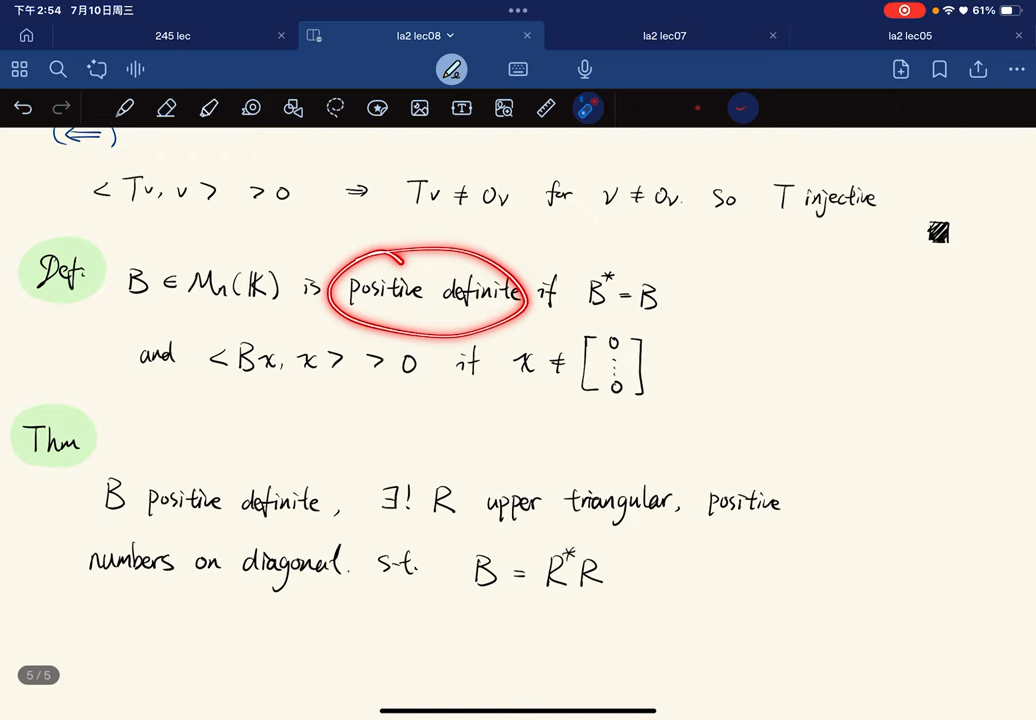 下午2:54 7月10日周三
61%
245 lec
la2 lec08
la2 lec07
la2 lec05
(⇐)
< Tv, v > > 0 ⇒ Tv ≠ 0v for v ≠ 0v. So T injective
Def: B ∈ Mn(K) is positive definite if B* = B
and < Bx, x > > 0 if x ≠ [0 ⋮ 0]
Thm
B positive definite, ∃! R upper triangular, positive
numbers on diagonal. s-t. B = R*R
5 / 5